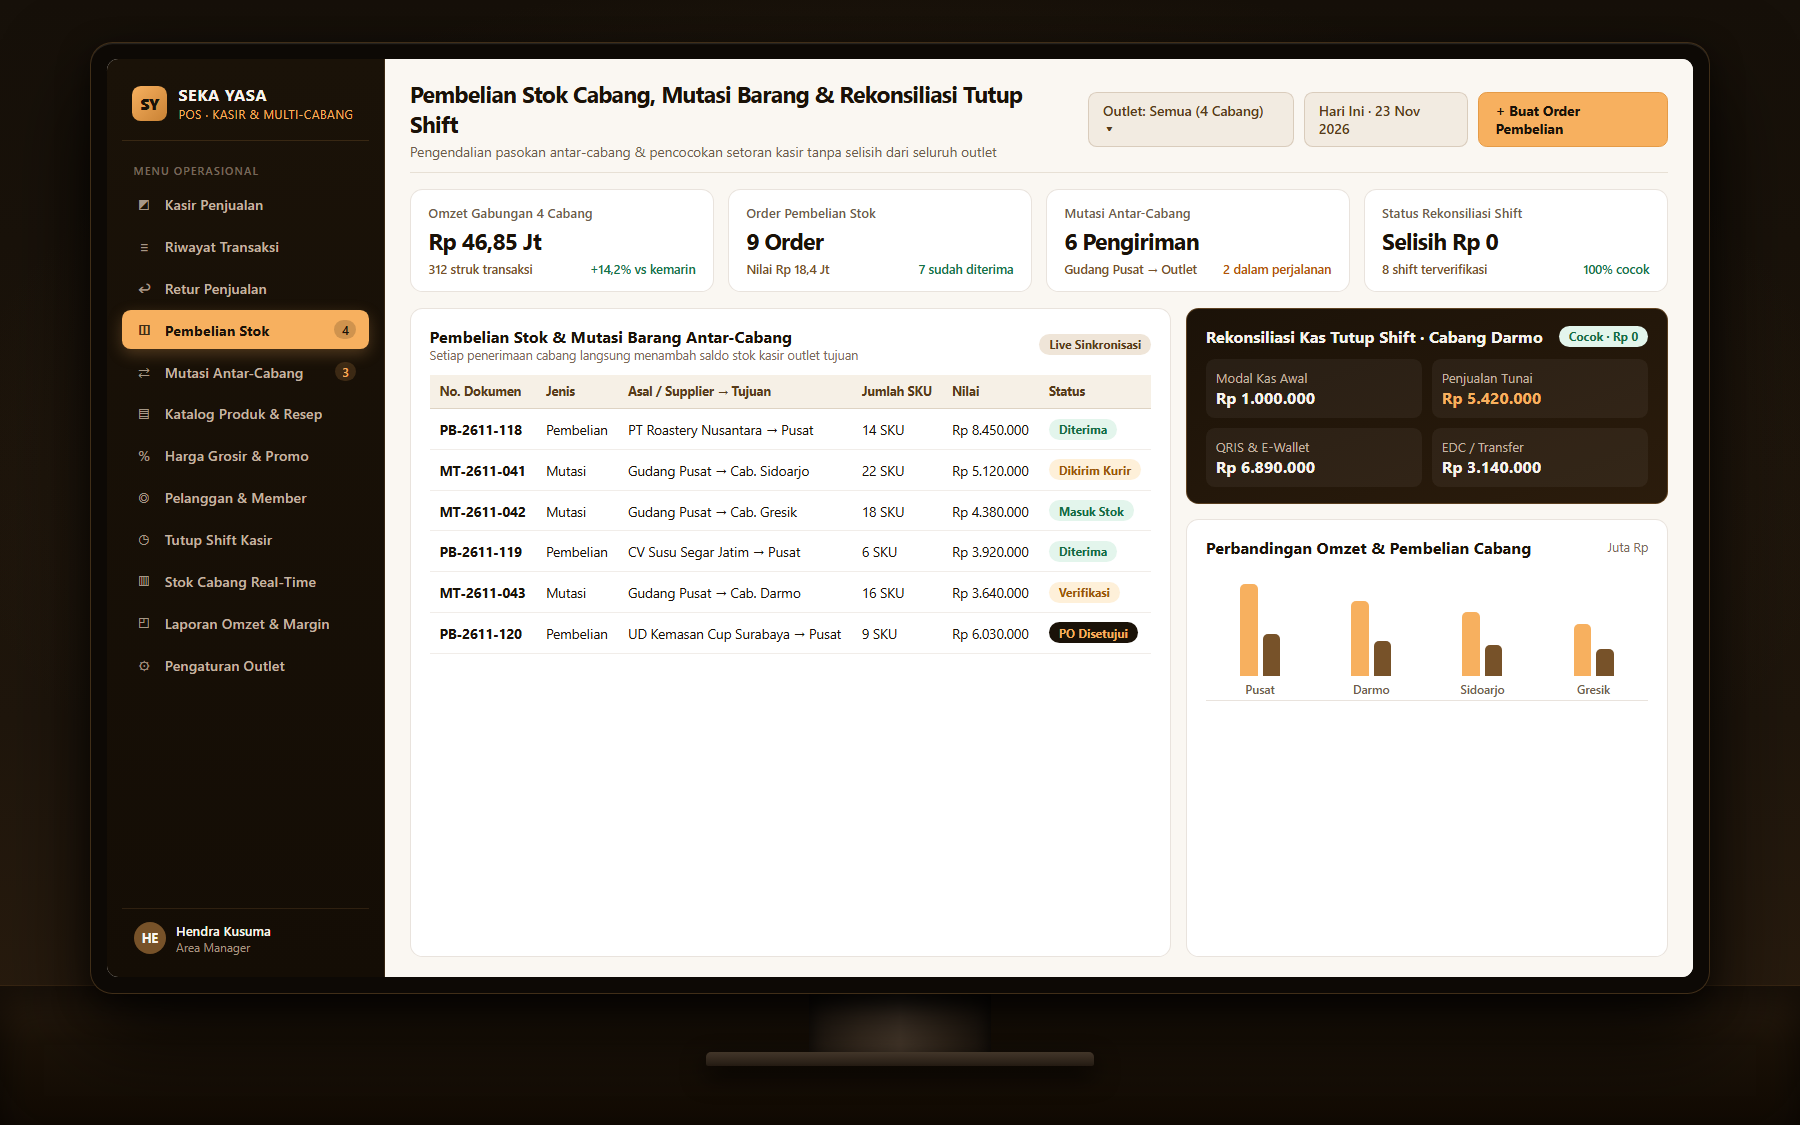 SY
SEKA YASA
POS · KASIR & MULTI-CABANG
MENU OPERASIONAL
Kasir Penjualan
Riwayat Transaksi
Retur Penjualan
Pembelian Stok 4
Mutasi Antar-Cabang 3
Katalog Produk & Resep
% Harga Grosir & Promo
Pelanggan & Member
Tutup Shift Kasir
Stok Cabang Real-Time
Laporan Omzet & Margin
Pengaturan Outlet
HE
Hendra Kusuma
Area Manager
Pembelian Stok Cabang, Mutasi Barang & Rekonsiliasi Tutup
Shift
Pengendalian pasokan antar-cabang & pencocokan setoran kasir tanpa selisih dari seluruh outlet
Outlet: Semua (4 Cabang)
▾
Hari Ini · 23 Nov
2026
+ Buat Order
Pembelian
Omzet Gabungan 4 Cabang
Rp 46,85 Jt
312 struk transaksi +14,2% vs kemarin
Order Pembelian Stok
9 Order
Nilai Rp 18,4 Jt 7 sudah diterima
Mutasi Antar-Cabang
6 Pengiriman
Gudang Pusat → Outlet 2 dalam perjalanan
Status Rekonsiliasi Shift
Selisih Rp 0
8 shift terverifikasi 100% cocok
Pembelian Stok & Mutasi Barang Antar-Cabang
Setiap penerimaan cabang langsung menambah saldo stok kasir outlet tujuan
Live Sinkronisasi
No. Dokumen Jenis Asal / Supplier → Tujuan Jumlah SKU Nilai Status
PB-2611-118 Pembelian PT Roastery Nusantara → Pusat 14 SKU Rp 8.450.000 Diterima
MT-2611-041 Mutasi Gudang Pusat → Cab. Sidoarjo 22 SKU Rp 5.120.000 Dikirim Kurir
MT-2611-042 Mutasi Gudang Pusat → Cab. Gresik 18 SKU Rp 4.380.000 Masuk Stok
PB-2611-119 Pembelian CV Susu Segar Jatim → Pusat 6 SKU Rp 3.920.000 Diterima
MT-2611-043 Mutasi Gudang Pusat → Cab. Darmo 16 SKU Rp 3.640.000 Verifikasi
PB-2611-120 Pembelian UD Kemasan Cup Surabaya → Pusat 9 SKU Rp 6.030.000 PO Disetujui
Rekonsiliasi Kas Tutup Shift · Cabang Darmo
Cocok · Rp 0
Modal Kas Awal
Rp 1.000.000
Penjualan Tunai
Rp 5.420.000
QRIS & E-Wallet
Rp 6.890.000
EDC / Transfer
Rp 3.140.000
Perbandingan Omzet & Pembelian Cabang
Juta Rp
Pusat
Darmo
Sidoarjo
Gresik